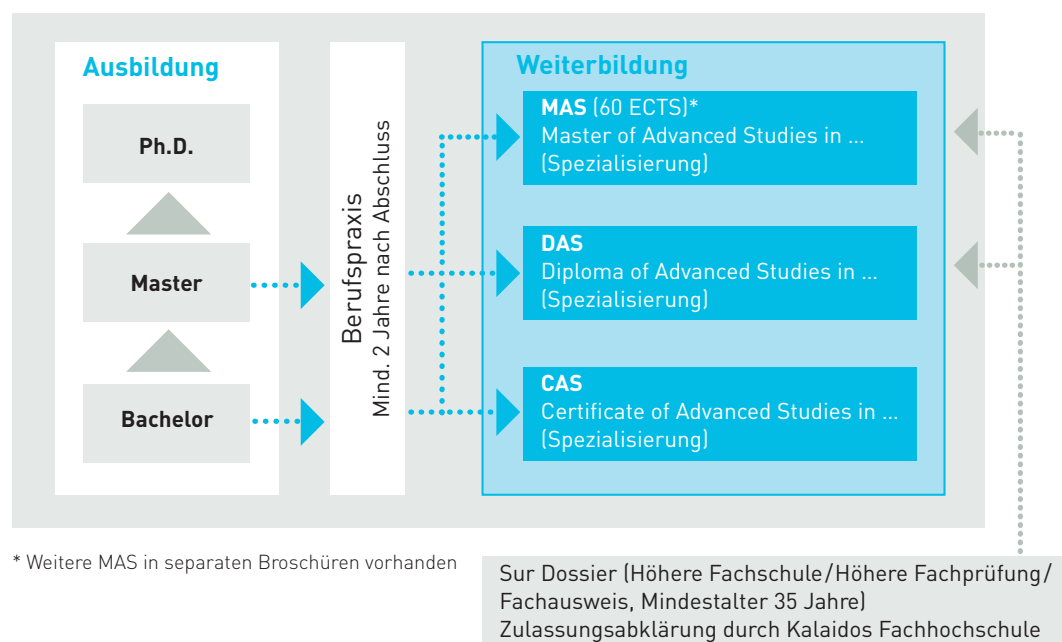 Ausbildung
Ph.D.
Master
Bachelor
Berufspraxis
Mind. 2 Jahre nach Abschluss
Weiterbildung
MAS (60 ECTS)*
Master of Advanced Studies in ...
(Spezialisierung)
DAS
Diploma of Advanced Studies in ...
(Spezialisierung)
CAS
Certificate of Advanced Studies in ...
(Spezialisierung)
* Weitere MAS in separaten Broschüren vorhanden
Sur Dossier (Höhere Fachschule/Höhere Fachprüfung/
Fachausweis, Mindestalter 35 Jahre)
Zulassungsabklärung durch Kalaidos Fachhochschule